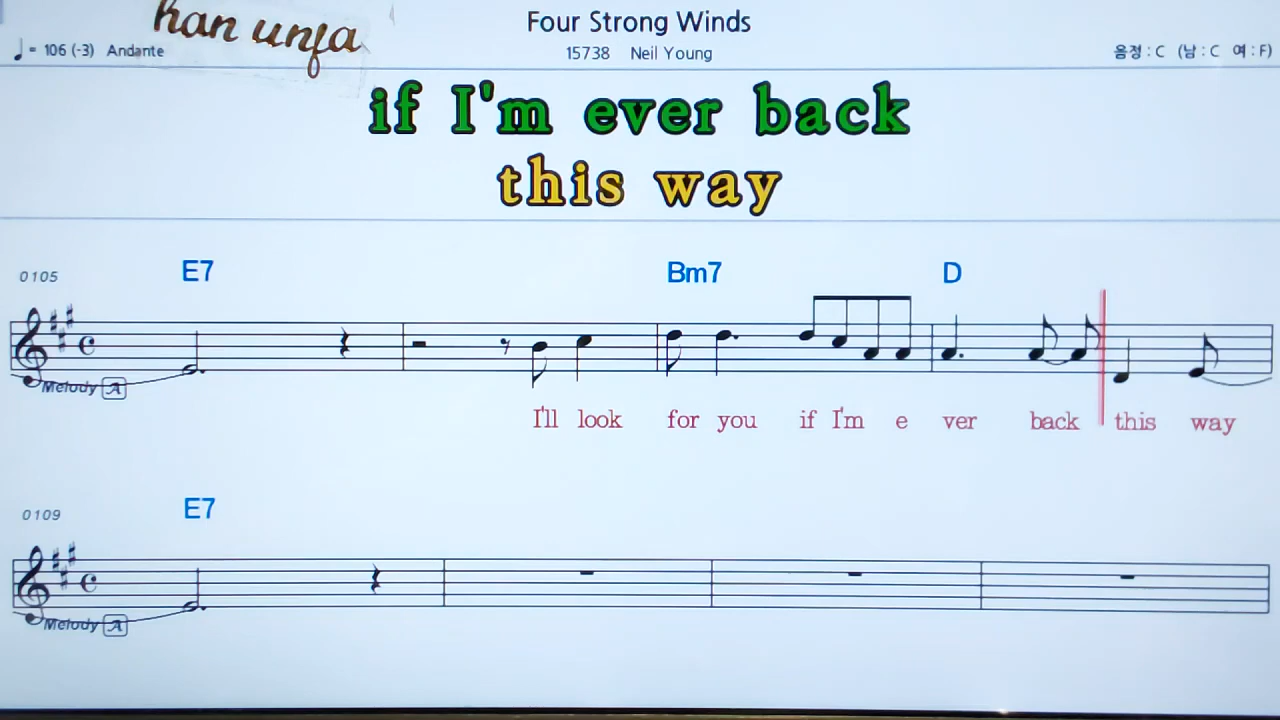 han unja
Four Strong Winds
♩= 106 (-3) Andante
15738 Neil Young
음정 : C (남 : C 여 : F)
if I'm ever back
this way
0105
E7 Bm7 D
Melody A
I'll look for you if I'm e ver back this way
0109
E7
Melody A